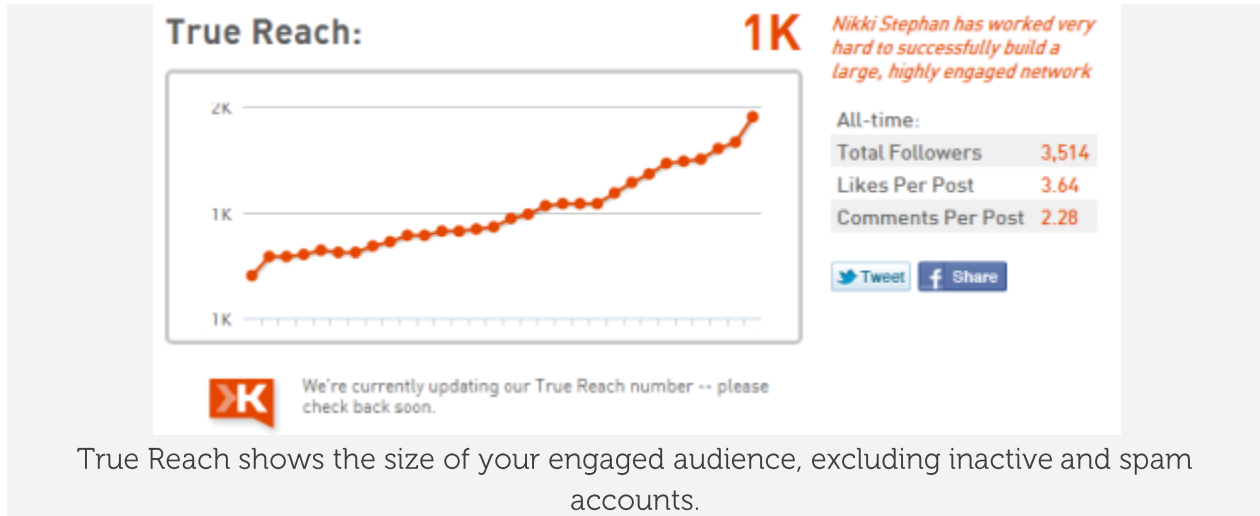 True Reach:
1K
2K
1K
1K
Nikki Stephan has worked very
hard to successfully build a
large, highly engaged network
All-time:
Total Followers 3,514
Likes Per Post 3.64
Comments Per Post 2.28
Tweet
f Share
K
We're currently updating our True Reach number -- please
check back soon.
True Reach shows the size of your engaged audience, excluding inactive and spam
accounts.